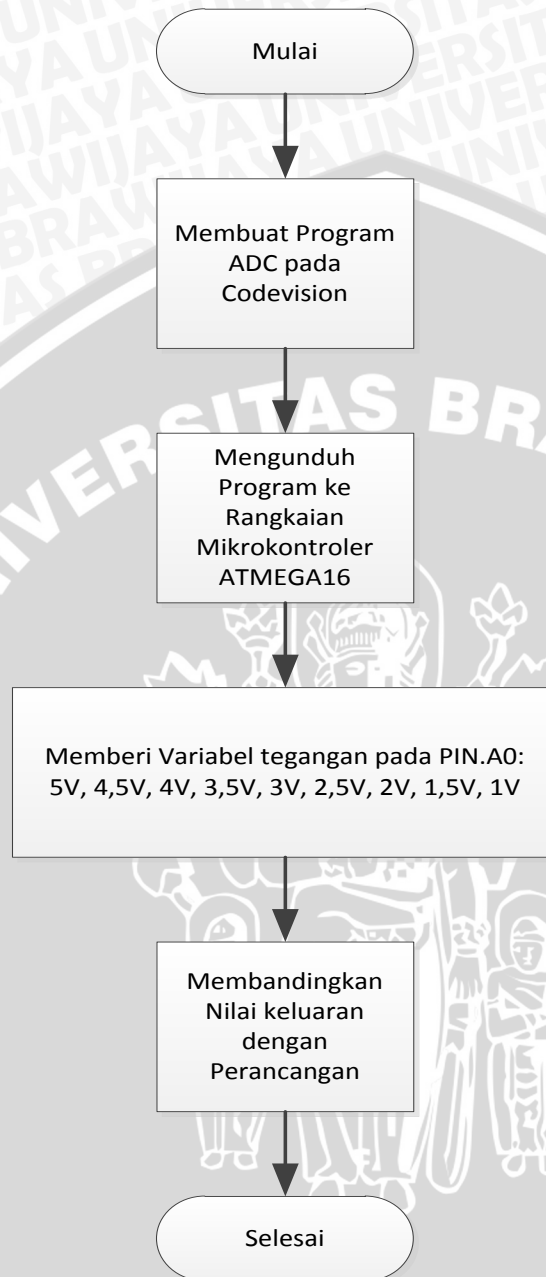 Mulai
Membuat Program
ADC pada
Codevision
Mengunduh
Program ke
Rangkaian
Mikrokontroler
ATMEGA16
Memberi Variabel tegangan pada PIN.A0:
5V, 4,5V, 4V, 3,5V, 3V, 2,5V, 2V, 1,5V, 1V
Membandingkan
Nilai keluaran
dengan
Perancangan
Selesai